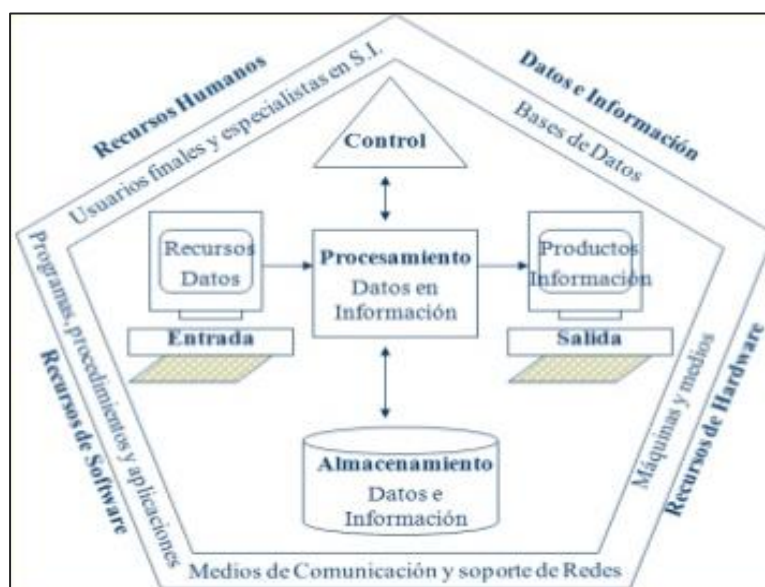 Recursos Humanos
Usuarios finales y especialistas en S.I.
Datos e Información
Bases de Datos
Control
Recursos
Datos
Entrada
Procesamiento
Datos en
Información
Productos
Información
Salida
Almacenamiento
Datos e
Información
Programas, procedimientos y aplicaciones
Recursos de Software
Máquinas y medios
Recursos de Hardware
Medios de Comunicación y soporte de Redes